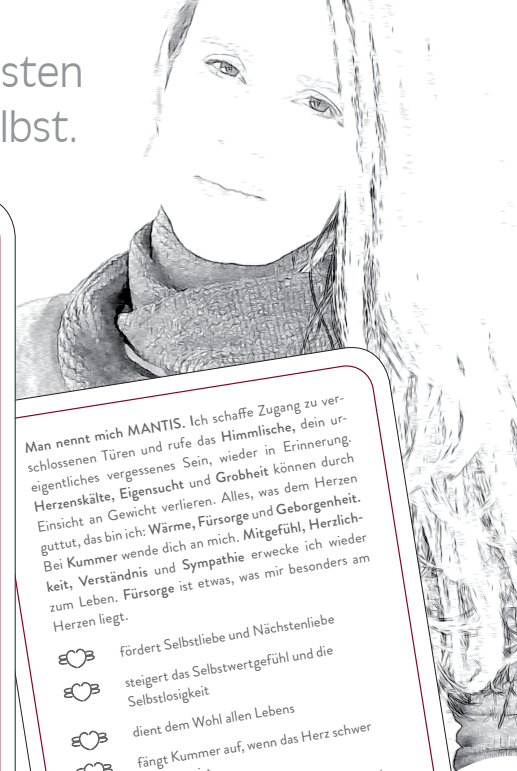 sten
lbst.
Man nennt mich MANTIS. Ich schaffe Zugang zu ver-
schlossenen Türen und rufe das Himmlische, dein ur-
eigentliches vergessenes Sein, wieder in Erinnerung.
Herzenskälte, Eigensucht und Grobheit können durch
Einsicht an Gewicht verlieren. Alles, was dem Herzen
guttut, das bin ich: Wärme, Fürsorge und Geborgenheit.
Bei Kummer wende dich an mich. Mitgefühl, Herzlich-
keit, Verständnis und Sympathie erwecke ich wieder
zum Leben. Fürsorge ist etwas, was mir besonders am
Herzen liegt.
fördert Selbstliebe und Nächstenliebe
steigert das Selbstwertgefühl und die
Selbstlosigkeit
dient dem Wohl allen Lebens
fängt Kummer auf, wenn das Herz schwer